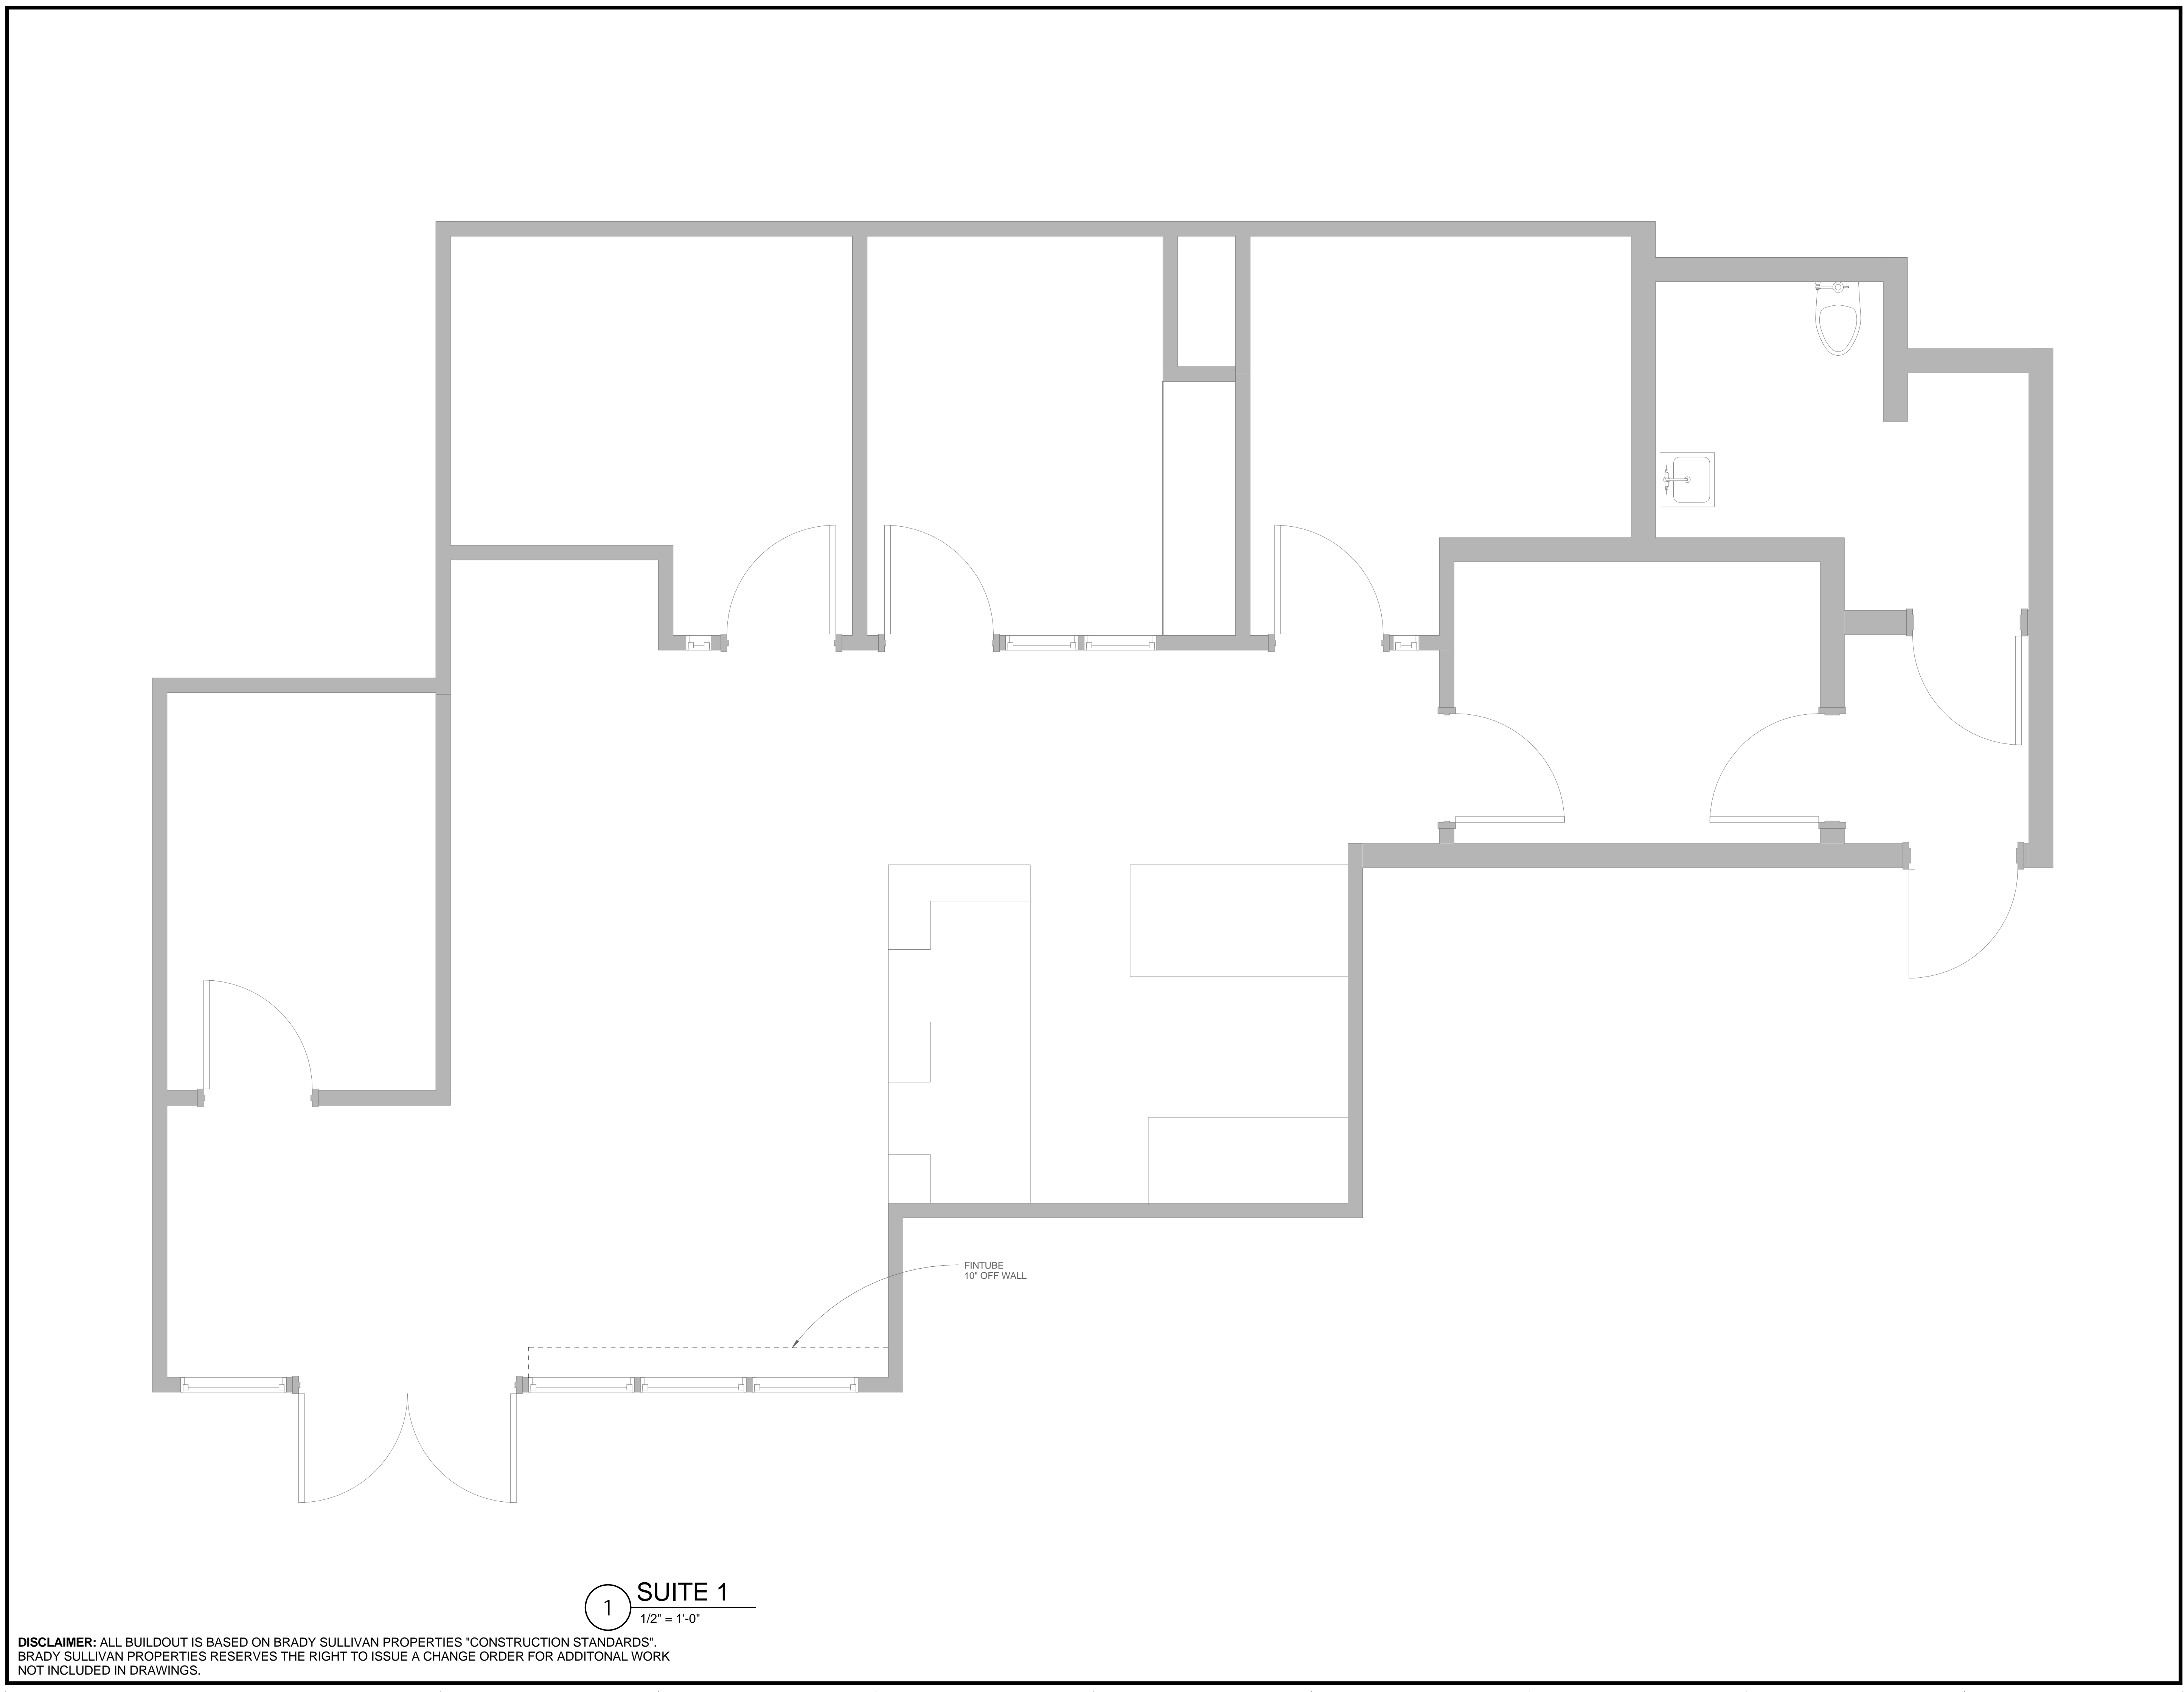 FINTUBE
10" OFF WALL
1
SUITE 1
1/2" = 1'-0"
DISCLAIMER: ALL BUILDOUT IS BASED ON BRADY SULLIVAN PROPERTIES "CONSTRUCTION STANDARDS".
BRADY SULLIVAN PROPERTIES RESERVES THE RIGHT TO ISSUE A CHANGE ORDER FOR ADDITONAL WORK
NOT INCLUDED IN DRAWINGS.